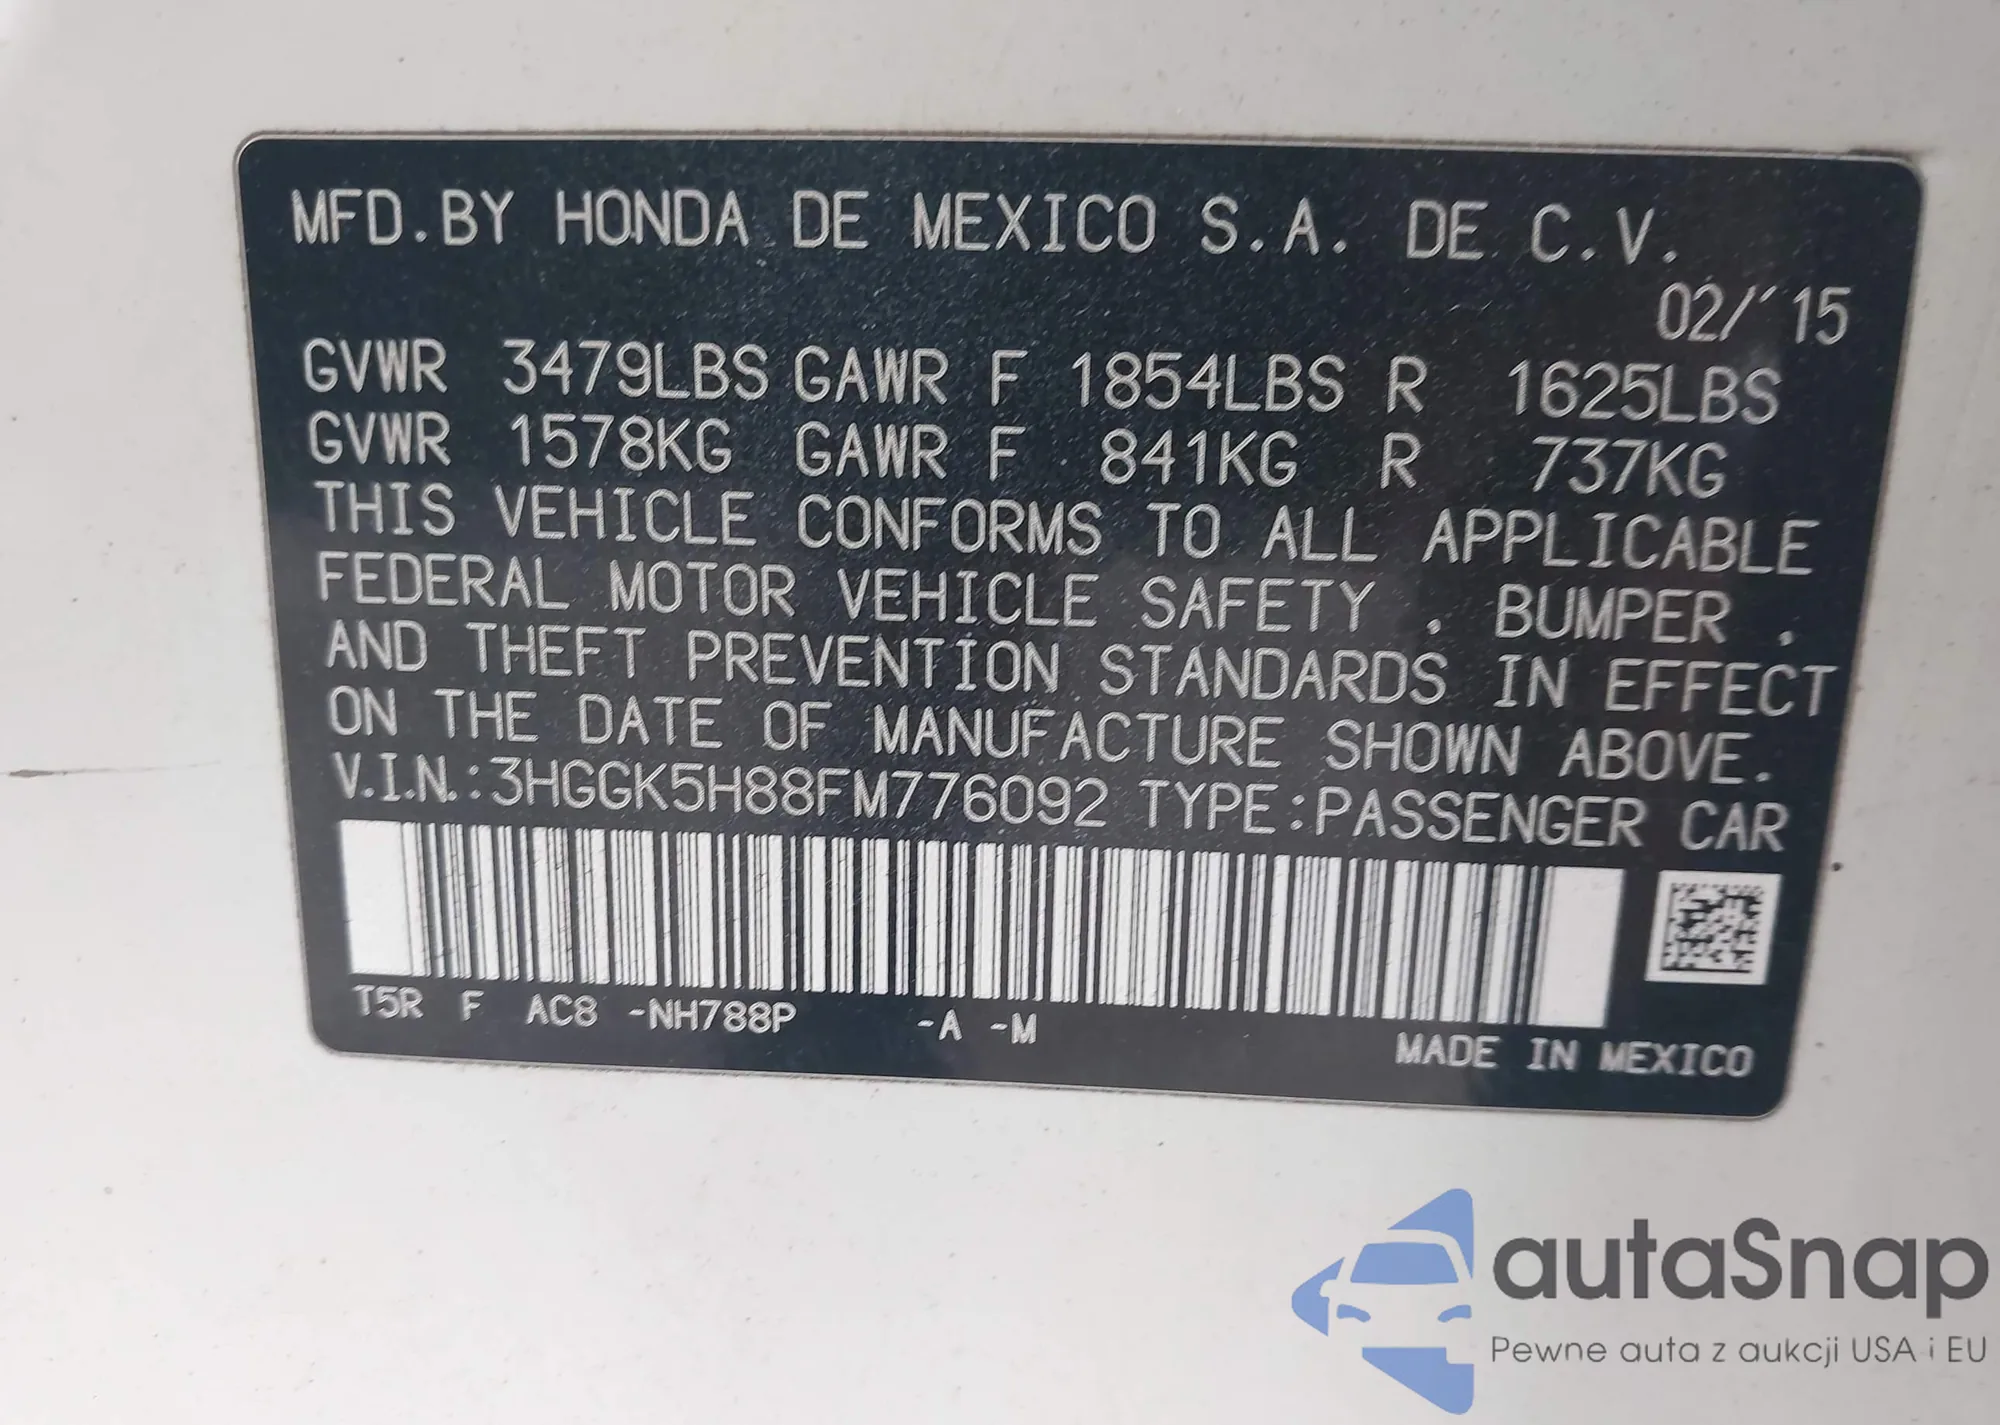 MFD.BY HONDA DE MEXICO S.A. DE C.V.
02/'15
GVWR 3479LBS GAWR F 1854LBS R 1625LBS
GVWR 1578KG GAWR F 841KG R 737KG
THIS VEHICLE CONFORMS TO ALL APPLICABLE
FEDERAL MOTOR VEHICLE SAFETY , BUMPER ,
AND THEFT PREVENTION STANDARDS IN EFFECT
ON THE DATE OF MANUFACTURE SHOWN ABOVE.
V.I.N.:3HGGK5H88FM776092 TYPE:PASSENGER CAR
T5R F AC8 -NH788P -A -M
MADE IN MEXICO
autaSnap
Pewne auta z aukcji USA i EU